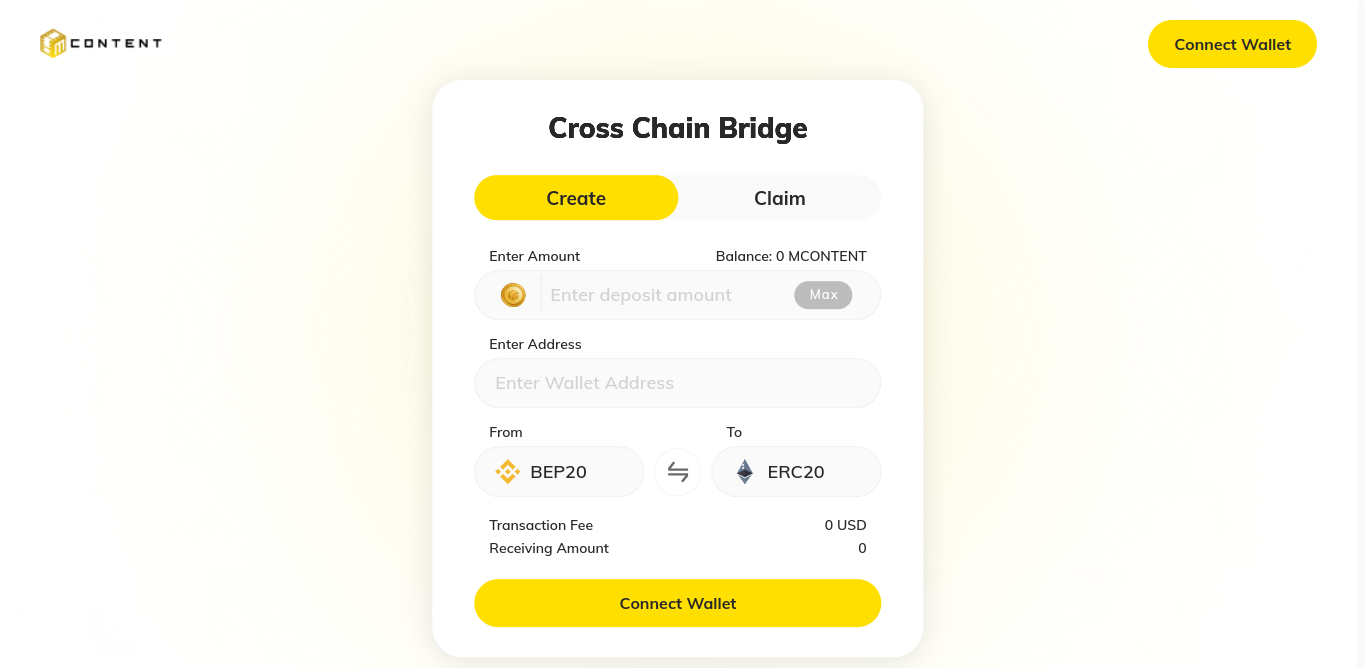 CONTENT
Connect Wallet
Cross Chain Bridge
Create Claim
Enter Amount Balance: 0 MCONTENT
Enter deposit amount Max
Enter Address
Enter Wallet Address
From To
BEP20 ERC20
Transaction Fee 0 USD
Receiving Amount 0
Connect Wallet